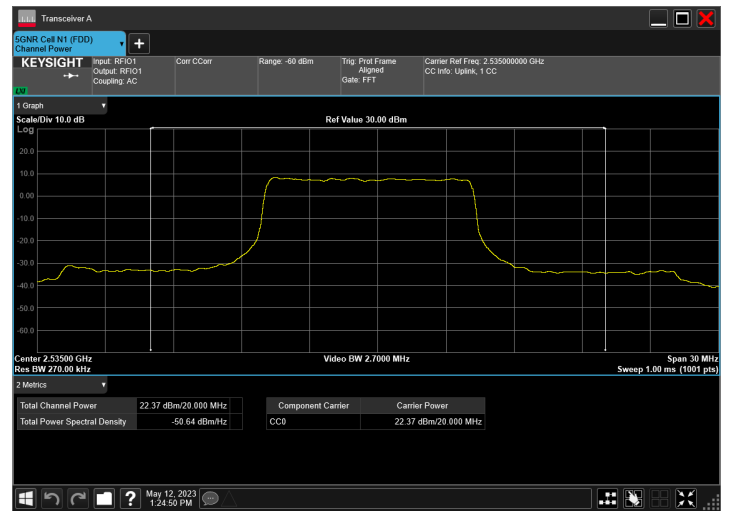 Transceiver A
5GNR Cell N1 (FDD)
Channel Power
KEYSIGHT
LXI
Input: RFIO1
Output: RFIO1
Coupling: AC
Corr CCorr
Range: -60 dBm
Trig: Prot Frame
Aligned
Gate: FFT
Carrier Ref Freq: 2.535000000 GHz
CC Info: Uplink, 1 CC
1 Graph
Scale/Div 10.0 dB
Ref Value 30.00 dBm
Log
20.0
10.0
0.00
-10.0
-20.0
-30.0
-40.0
-50.0
-60.0
Center 2.53500 GHz
Video BW 2.7000 MHz
Span 30 MHz
Res BW 270.00 kHz
Sweep 1.00 ms (1001 pts)
2 Metrics
Total Channel Power 22.37 dBm/20.000 MHz
Total Power Spectral Density -50.64 dBm/Hz
Component Carrier Carrier Power
CC0 22.37 dBm/20.000 MHz
?
May 12, 2023
1:24:50 PM